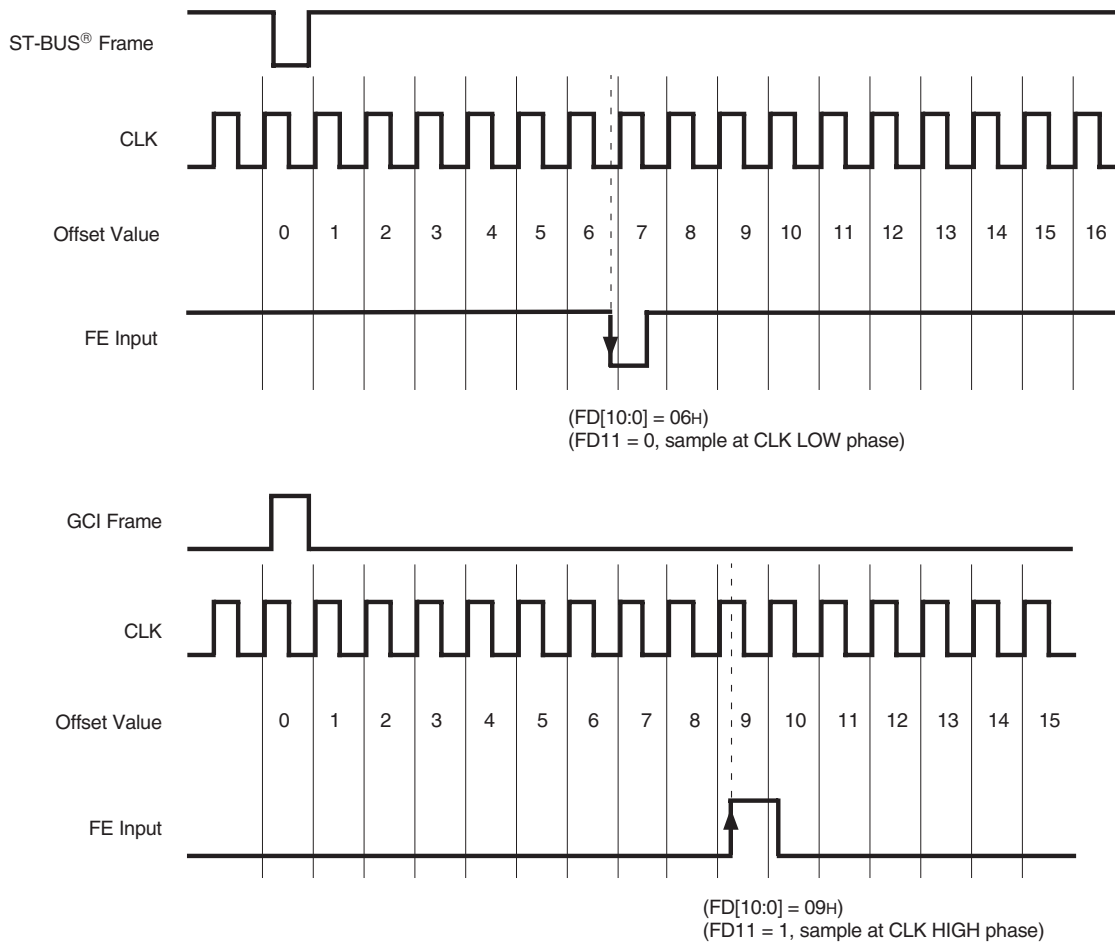 ST-BUS® Frame
CLK
Offset Value 0 1 2 3 4 5 6 7 8 9 10 11 12 13 14 15 16
FE Input
(FD[10:0] = 06H)
(FD11 = 0, sample at CLK LOW phase)
GCI Frame
CLK
Offset Value 0 1 2 3 4 5 6 7 8 9 10 11 12 13 14 15
FE Input
(FD[10:0] = 09H)
(FD11 = 1, sample at CLK HIGH phase)